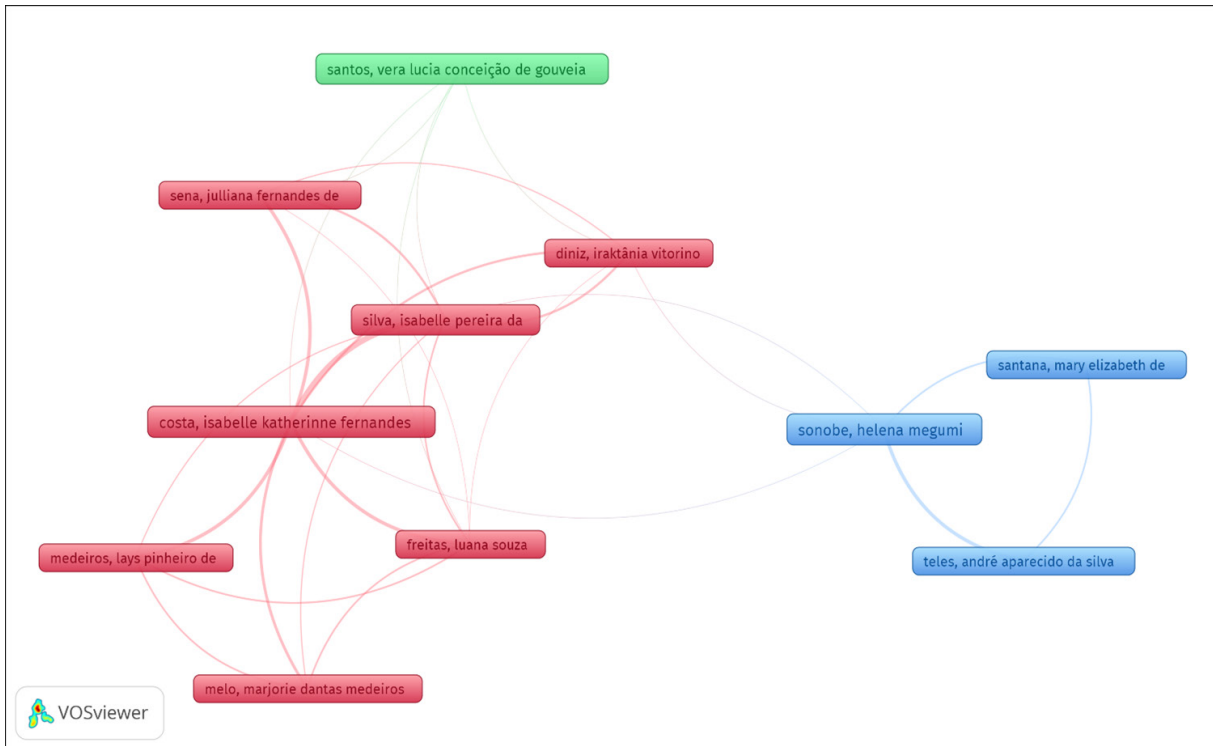 santos, vera lucia conceição de gouveia
sena, julliana fernandes de
diniz, iraktânia vitorino
silva, isabelle pereira da
santana, mary elizabeth de
costa, isabelle katherinne fernandes
sonobe, helena megumi
freitas, luana souza
medeiros, lays pinheiro de
teles, andré aparecido da silva
melo, marjorie dantas medeiros
VOSviewer